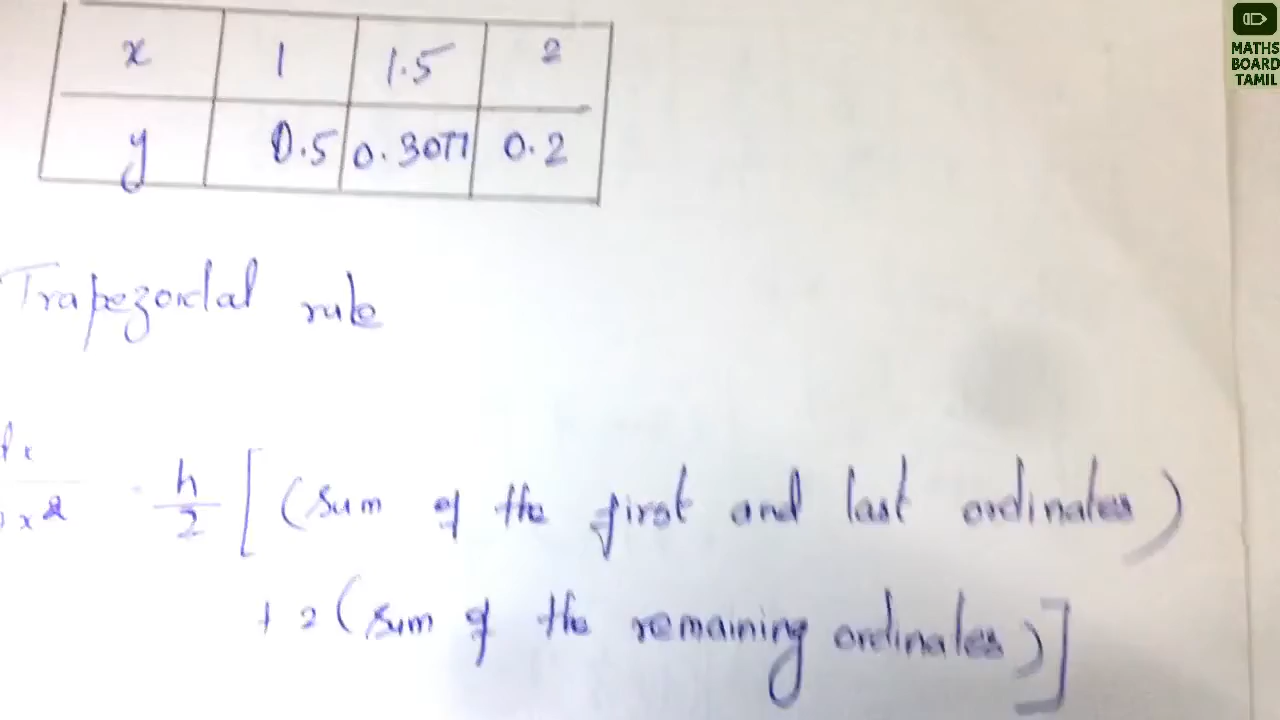 MATHS
BOARD
TAMIL
x 1 1.5 2
y 0.5 0.3077 0.2
Trapezoidal rule
h/2 [(sum of the first and last ordinates)
+ 2 (sum of the remaining ordinates)]